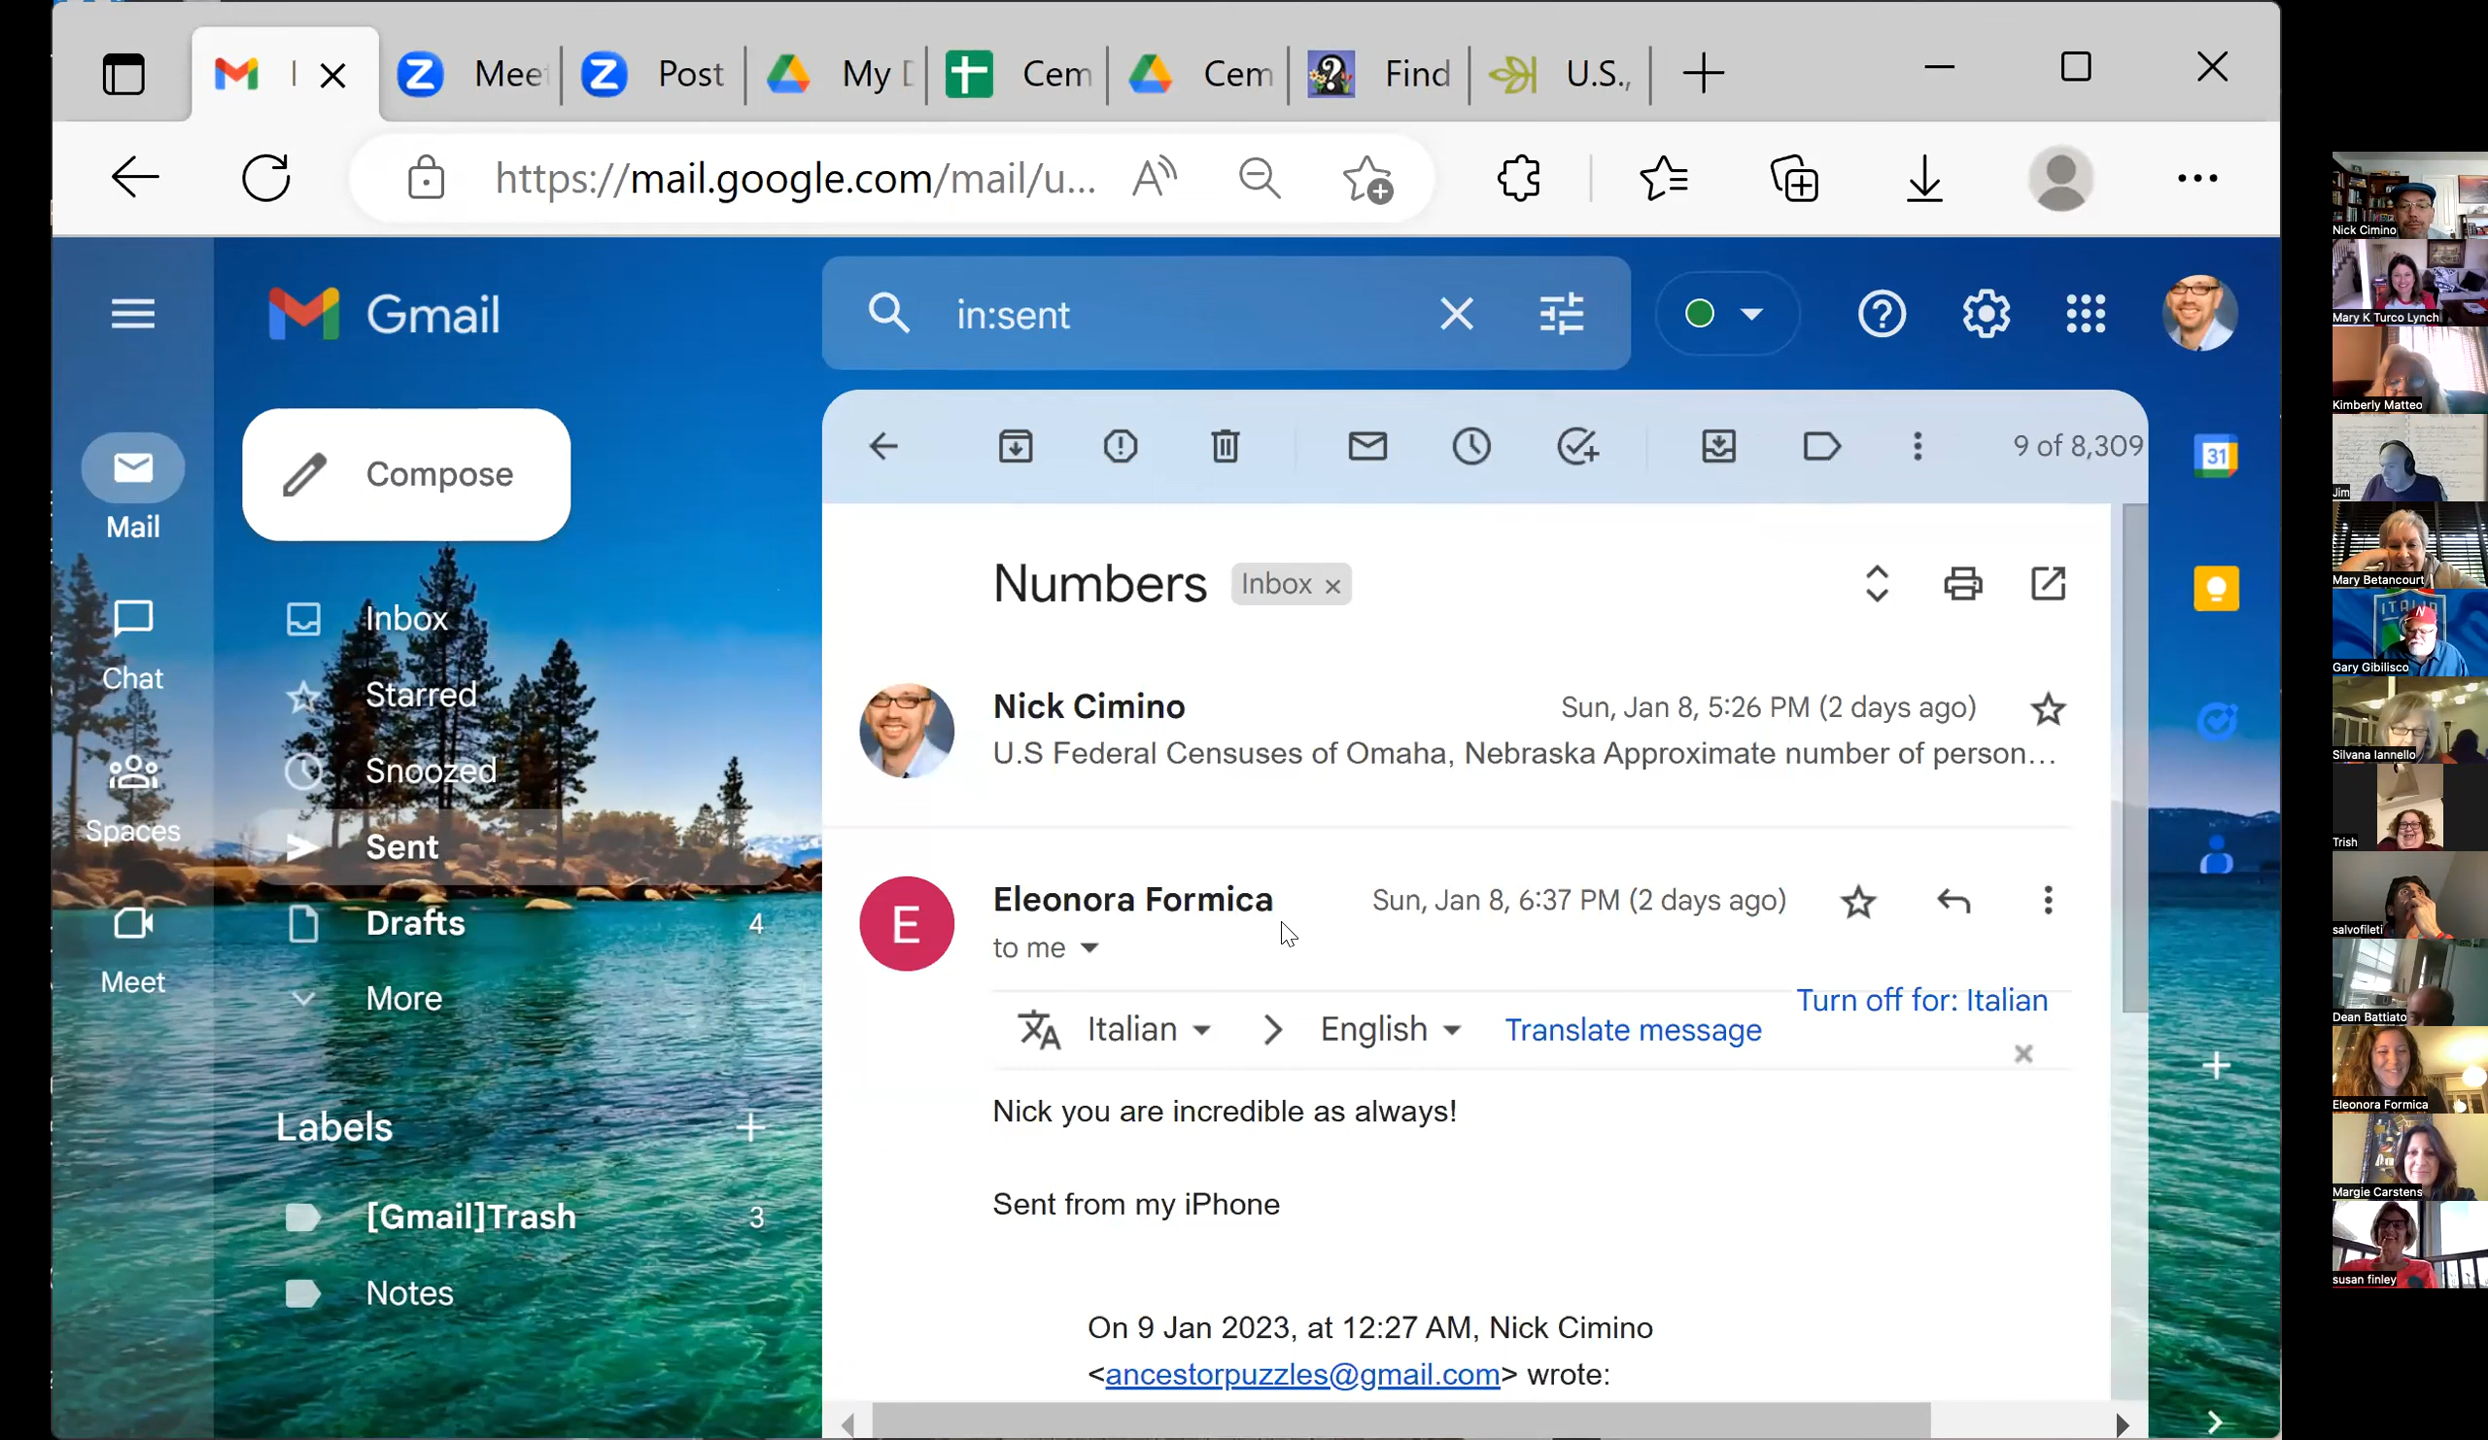 Mee
Post
My D
Cem
Cem
Find
U.S.,
https://mail.google.com/mail/u...
Gmail
in:sent
Compose
9 of 8,309
31
Mail
Chat
Spaces
Meet
Inbox
Starred
Snoozed
Sent
Drafts 4
More
Labels
[Gmail]Trash 3
Notes
Numbers Inbox ×
Nick Cimino Sun, Jan 8, 5:26 PM (2 days ago)
U.S Federal Censuses of Omaha, Nebraska Approximate number of person…
E
Eleonora Formica Sun, Jan 8, 6:37 PM (2 days ago)
to me
Turn off for: Italian
Italian > English Translate message
Nick you are incredible as always!
Sent from my iPhone
On 9 Jan 2023, at 12:27 AM, Nick Cimino
<ancestorpuzzles@gmail.com> wrote:
Nick Cimino
Mary K Turco Lynch
Kimberly Matteo
Jim
Mary Betancourt
ITALIA
N
Gary Gibilisco
Silvana Iannello
Trish
salvofileti
Dean Battiato
Eleonora Formica
Margie Carstens
susan finley